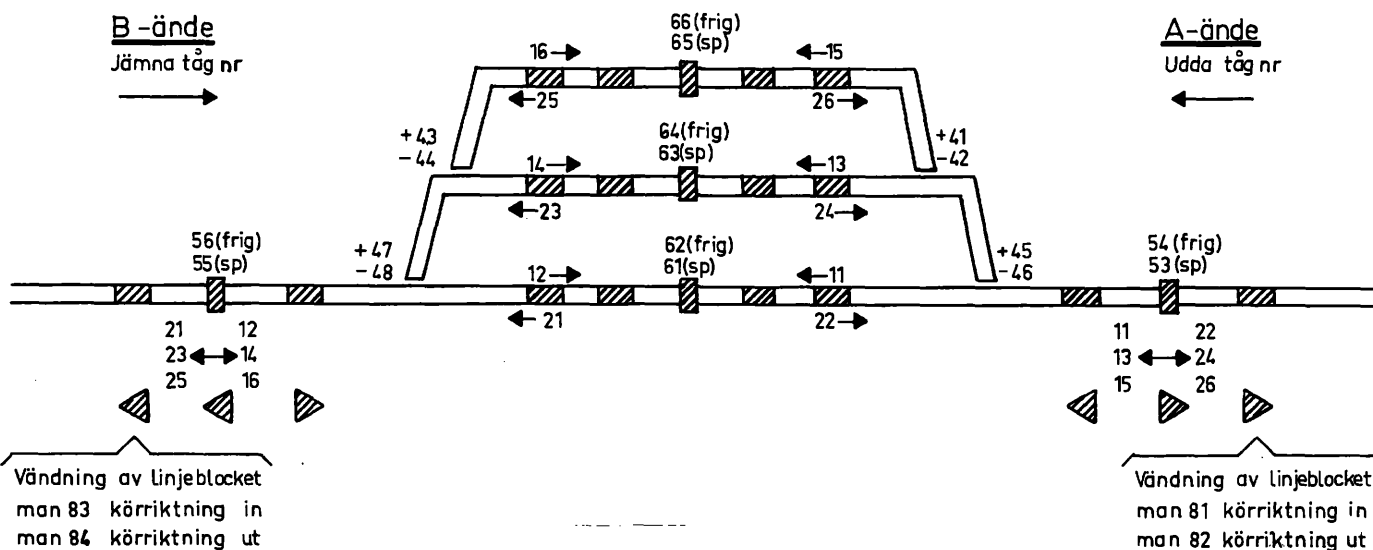 B-ände
Jämna tåg nr
66(frig)
65(sp)
A-ände
Udda tåg nr
16
15
25
26
+43
-44
64(frig)
63(sp)
+41
-42
14
13
23
24
56(frig)
55(sp)
+47
-48
62(frig)
61(sp)
+45
-46
54(frig)
53(sp)
12
11
21
22
21 12
23 14
25 16
11 22
13 24
15 26
Vändning av linjeblocket
man 83 körriktning in
man 84 körriktning ut
Vändning av linjeblocket
man 81 körriktning in
man 82 körriktning ut